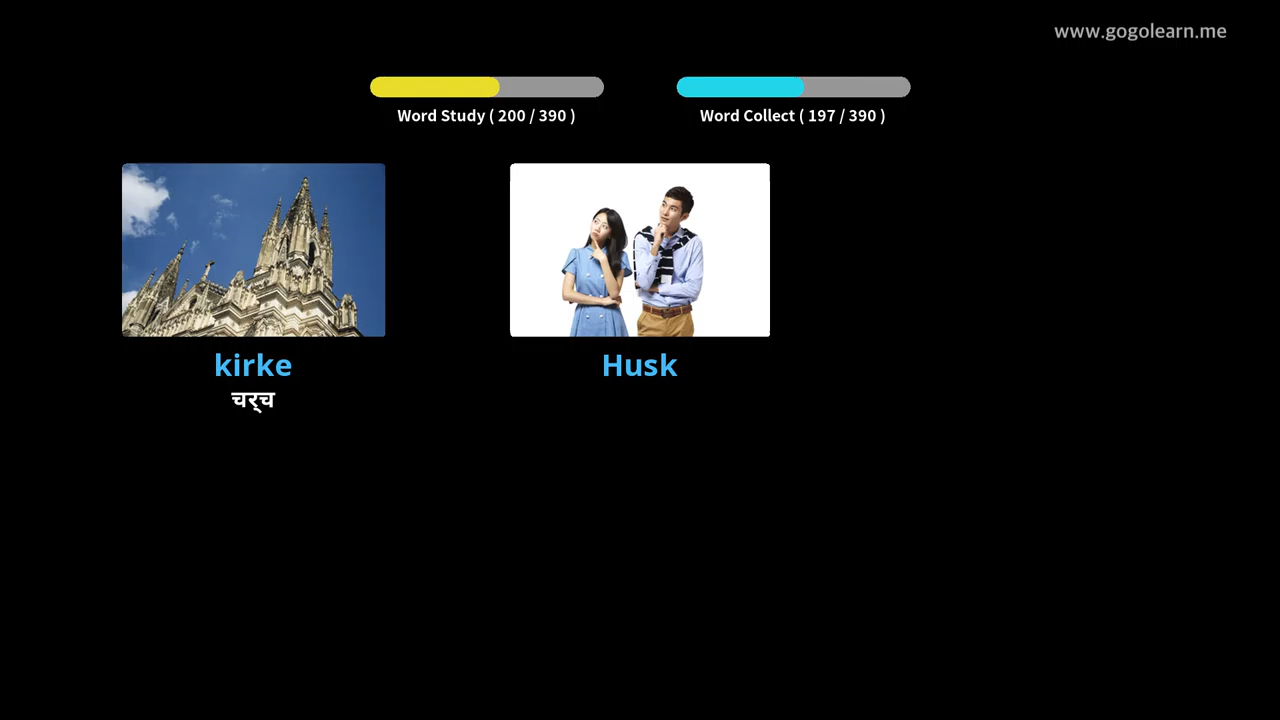 www.gogolearn.me
Word Study ( 200 / 390 )
Word Collect ( 197 / 390 )
kirke
चर्च
Husk